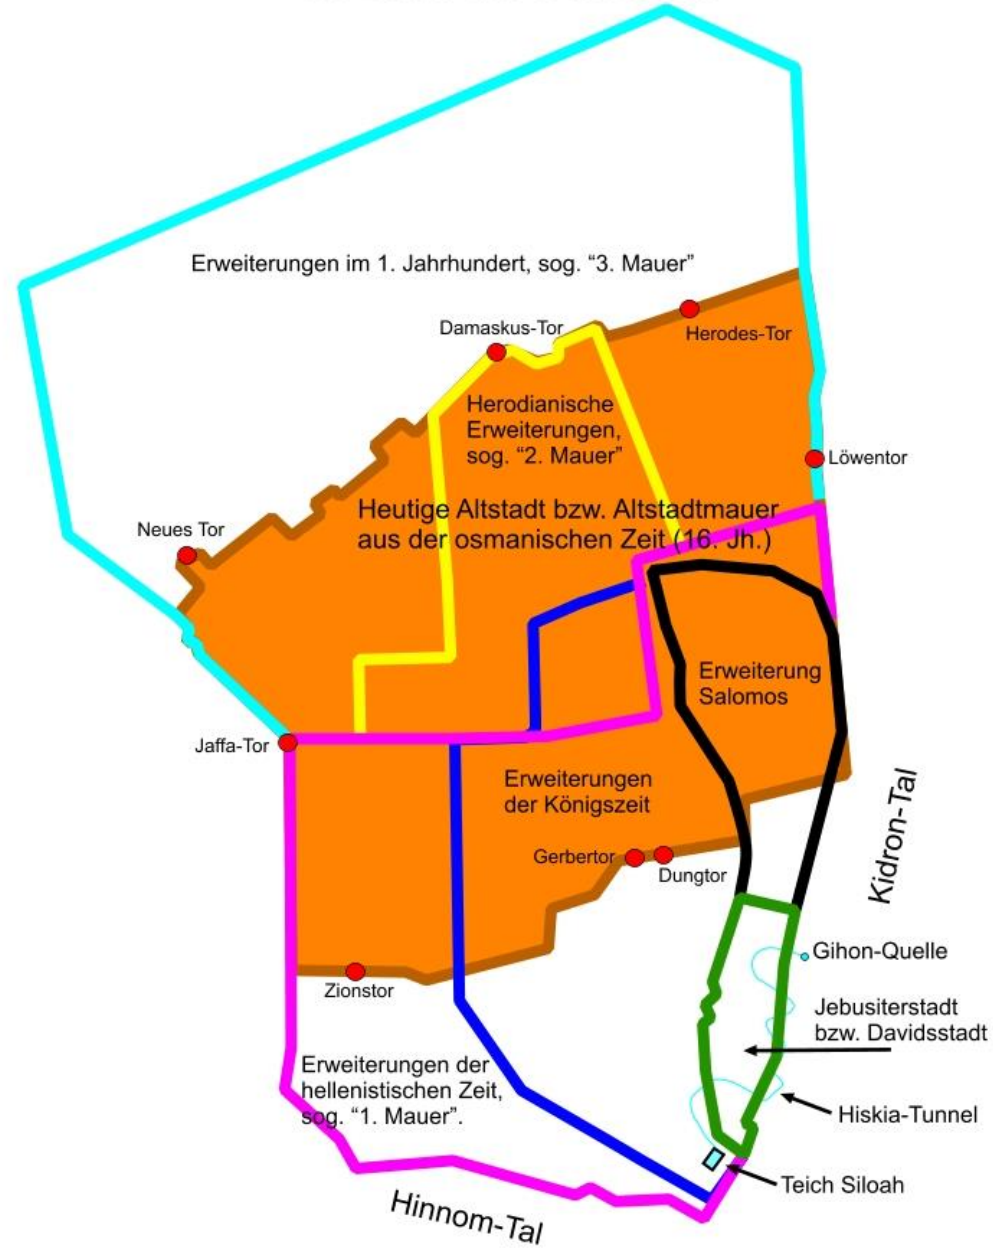 Erweiterungen im 1. Jahrhundert, sog. “3. Mauer”
Damaskus-Tor
Herodes-Tor
Herodianische
Erweiterungen,
sog. “2. Mauer”
Löwentor
Heutige Altstadt bzw. Altstadtmauer
aus der osmanischen Zeit (16. Jh.)
Neues Tor
Erweiterung
Salomos
Jaffa-Tor
Erweiterungen
der Königszeit
Kidron-Tal
Gerbertor
Dungtor
Gihon-Quelle
Zionstor
Jebusiterstadt
bzw. Davidsstadt
Erweiterungen der
hellenistischen Zeit,
sog. “1. Mauer”.
Hiskia-Tunnel
Teich Siloah
Hinnom-Tal